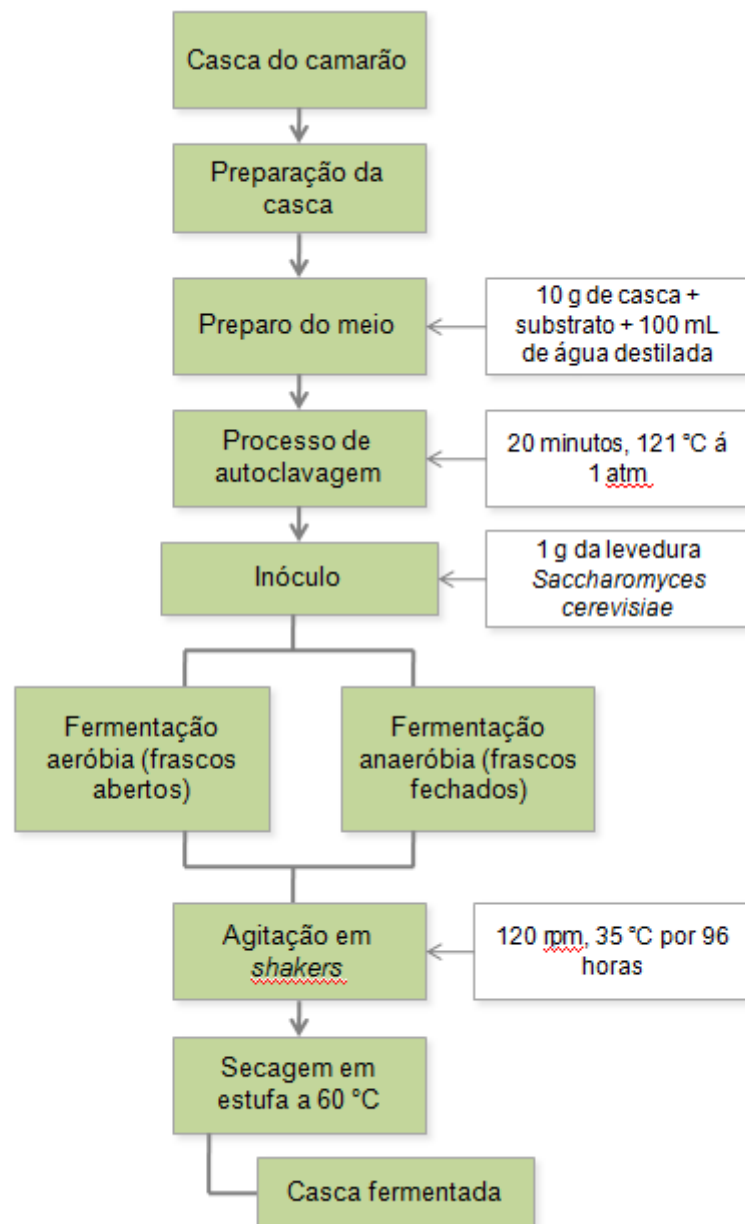 Casca do camarão
Preparação da
casca
Preparo do meio
10 g de casca +
substrato + 100 mL
de água destilada
Processo de
autoclavagem
20 minutos, 121 °C á
1 atm
Inóculo
1 g da levedura
Saccharomyces
cerevisiae
Fermentação
aeróbia (frascos
abertos)
Fermentação
anaeróbia (frascos
fechados)
Agitação em
shakers
120 rpm, 35 °C por 96
horas
Secagem em
estufa a 60 °C
Casca fermentada